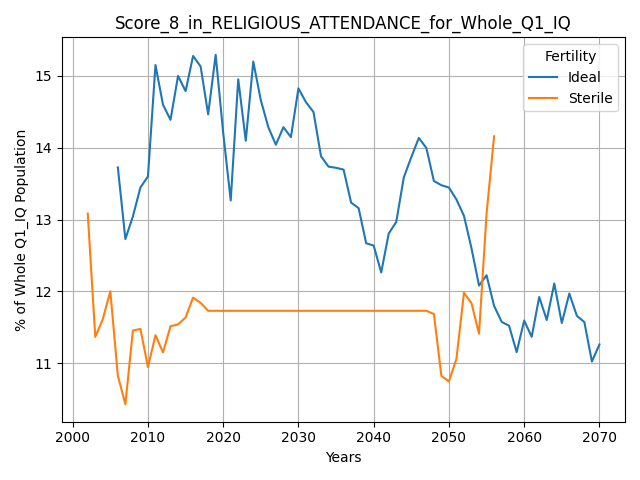 Score_8_in_RELIGIOUS_ATTENDANCE_for_Whole_Q1_IQ
Fertility
Ideal
Sterile
% of Whole Q1_IQ Population
15
14
13
12
11
2000 2010 2020 2030 2040 2050 2060 2070
Years